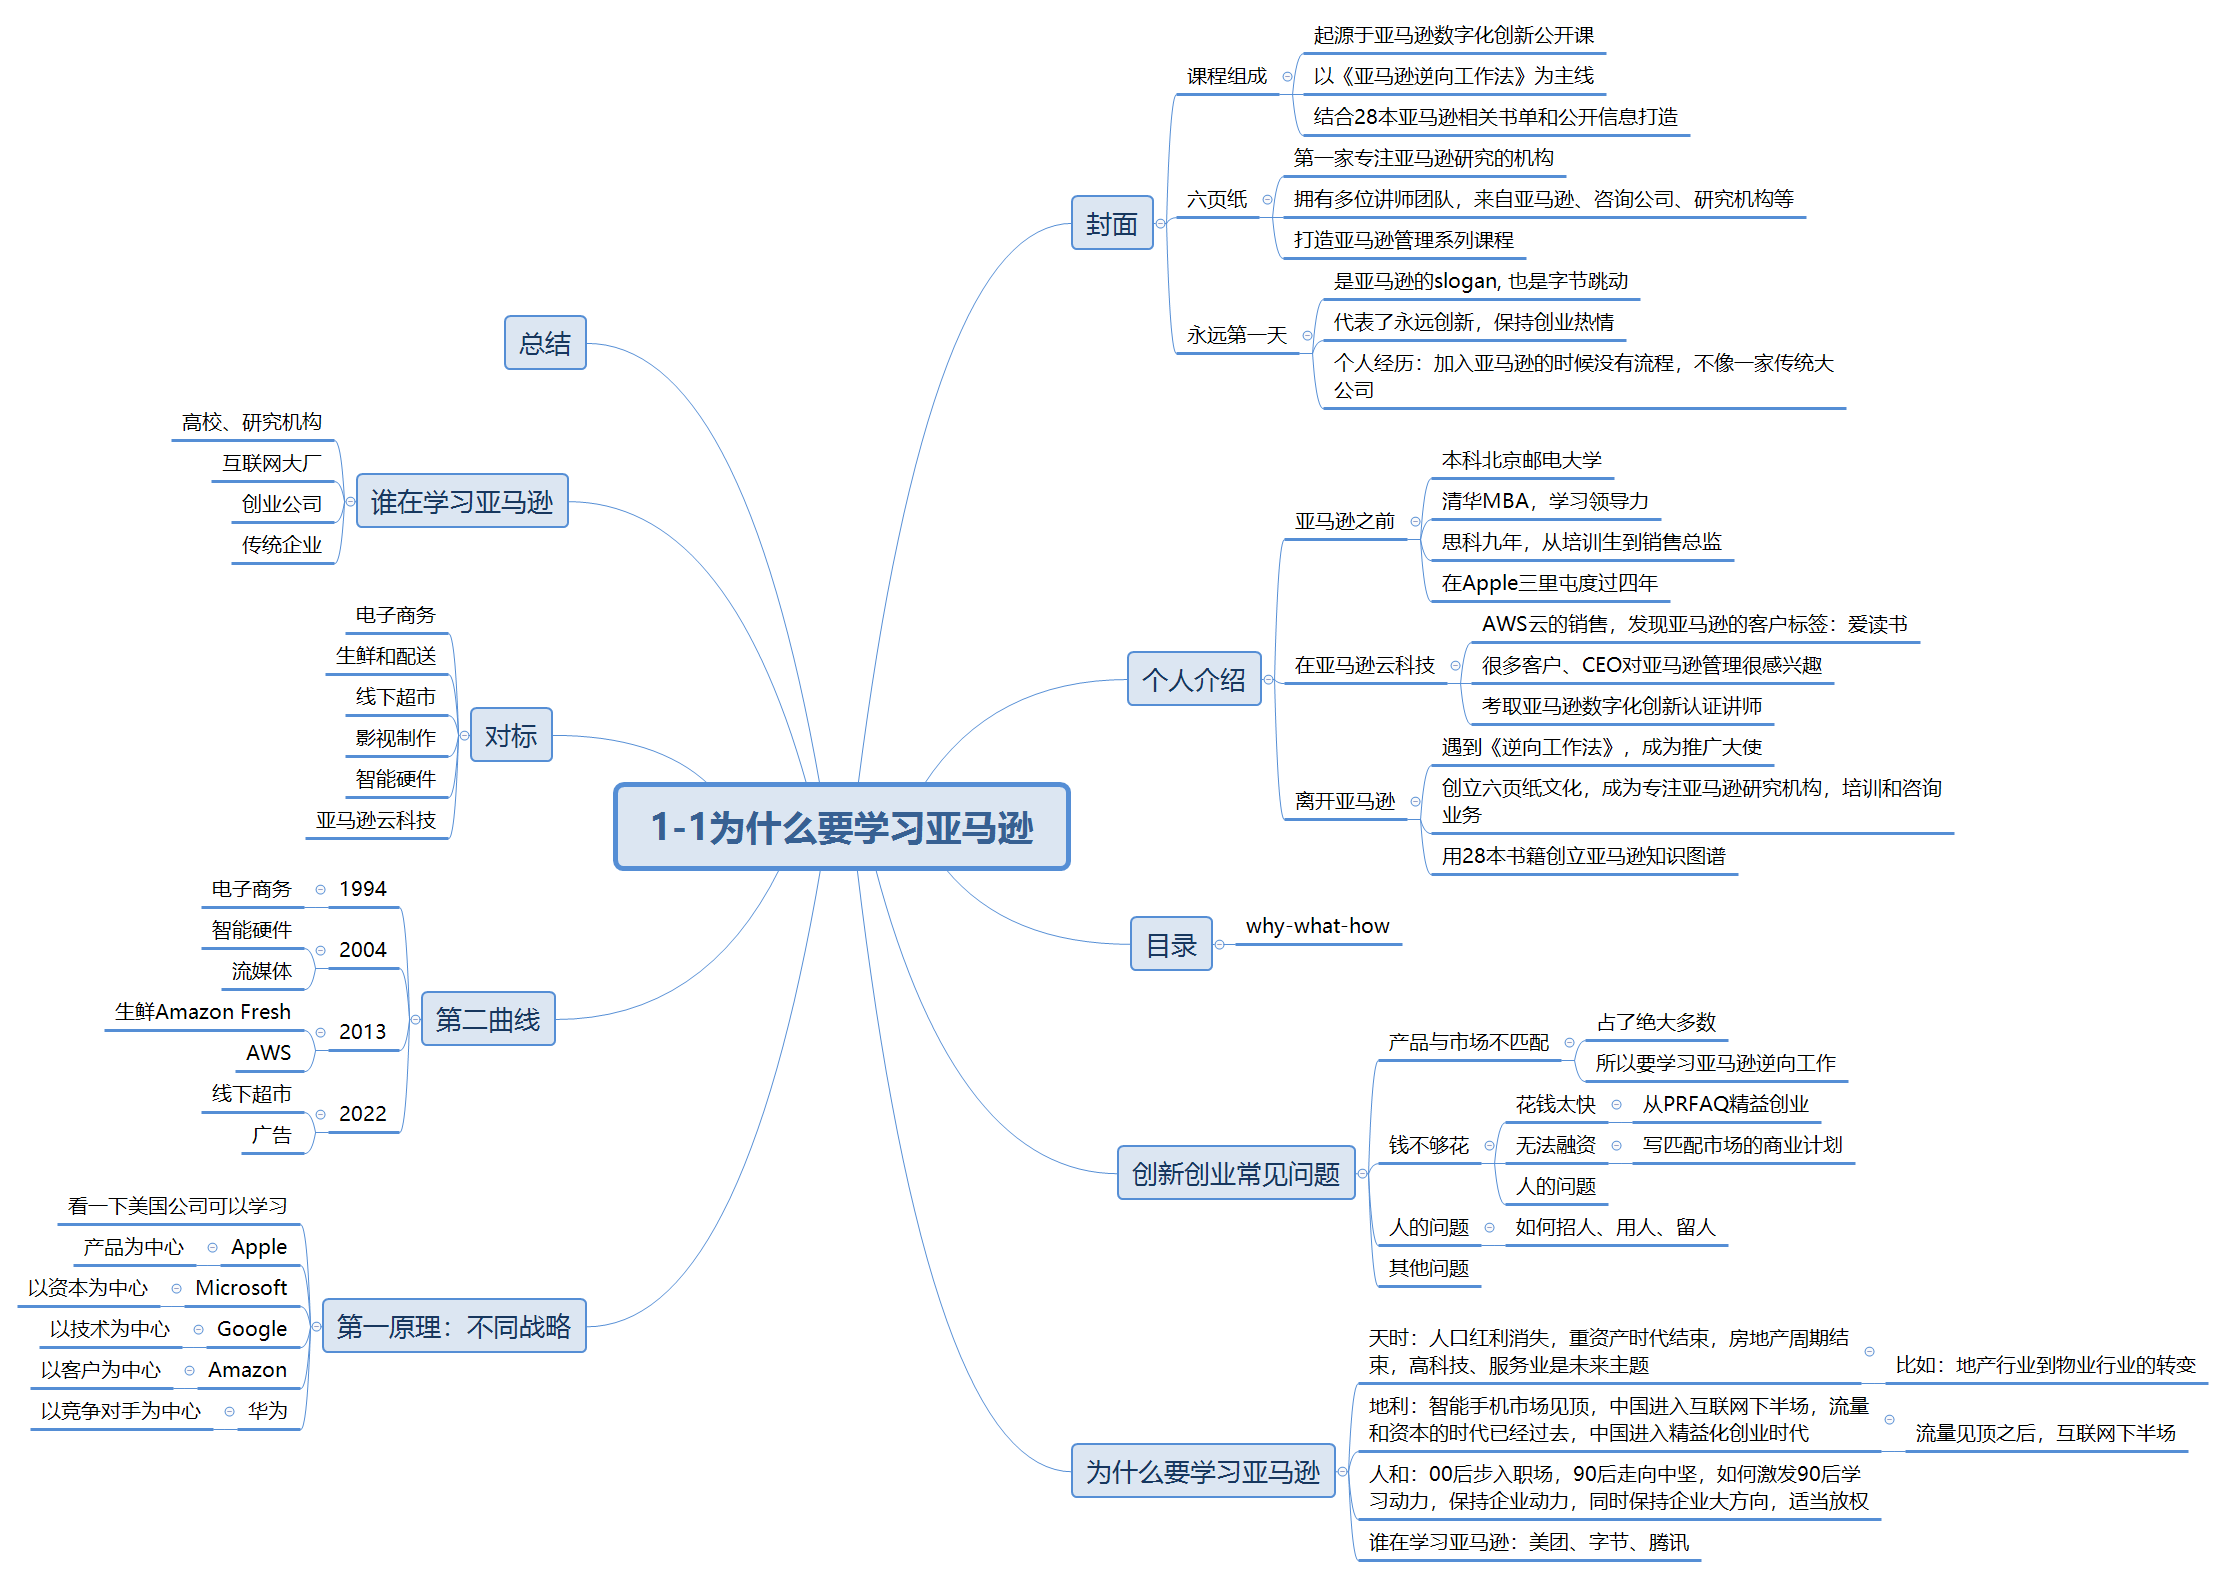 1-1为什么要学习亚马逊
封面
课程组成
起源于亚马逊数字化创新公开课
以《亚马逊逆向工作法》为主线
结合28本亚马逊相关书单和公开信息打造
六页纸
第一家专注亚马逊研究的机构
拥有多位讲师团队，来自亚马逊、咨询公司、研究机构等
打造亚马逊管理系列课程
永远第一天
是亚马逊的slogan, 也是字节跳动
代表了永远创新，保持创业热情
个人经历：加入亚马逊的时候没有流程，不像一家传统大
公司
个人介绍
亚马逊之前
本科北京邮电大学
清华MBA，学习领导力
思科九年，从培训生到销售总监
在Apple三里屯度过四年
在亚马逊云科技
AWS云的销售，发现亚马逊的客户标签：爱读书
很多客户、CEO对亚马逊管理很感兴趣
考取亚马逊数字化创新认证讲师
离开亚马逊
遇到《逆向工作法》，成为推广大使
创立六页纸文化，成为专注亚马逊研究机构，培训和咨询
业务
用28本书籍创立亚马逊知识图谱
目录
why-what-how
创新创业常见问题
产品与市场不匹配
占了绝大多数
所以要学习亚马逊逆向工作
钱不够花
花钱太快
从PRFAQ精益创业
无法融资
写匹配市场的商业计划
人的问题
人的问题
如何招人、用人、留人
其他问题
为什么要学习亚马逊
天时：人口红利消失，重资产时代结束，房地产周期结
束，高科技、服务业是未来主题
比如：地产行业到物业行业的转变
地利：智能手机市场见顶，中国进入互联网下半场，流量
和资本的时代已经过去，中国进入精益化创业时代
流量见顶之后，互联网下半场
人和：00后步入职场，90后走向中坚，如何激发90后学
习动力，保持企业动力，同时保持企业大方向，适当放权
谁在学习亚马逊：美团、字节、腾讯
第一原理：不同战略
看一下美国公司可以学习
Apple
产品为中心
Microsoft
以资本为中心
Google
以技术为中心
Amazon
以客户为中心
华为
以竞争对手为中心
第二曲线
1994
电子商务
2004
智能硬件
流媒体
2013
生鲜Amazon Fresh
AWS
2022
线下超市
广告
对标
电子商务
生鲜和配送
线下超市
影视制作
智能硬件
亚马逊云科技
谁在学习亚马逊
高校、研究机构
互联网大厂
创业公司
传统企业
总结